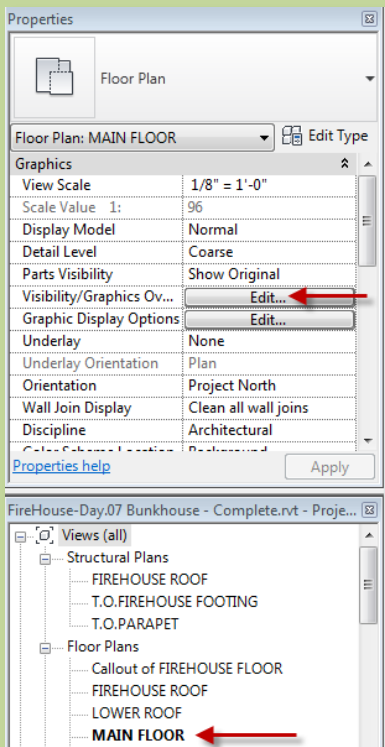 Properties
Floor Plan
Floor Plan: MAIN FLOOR Edit Type
Graphics
View Scale 1/8" = 1'-0"
Scale Value 1: 96
Display Model Normal
Detail Level Coarse
Parts Visibility Show Original
Visibility/Graphics Ov... Edit...
Graphic Display Options Edit...
Underlay None
Underlay Orientation Plan
Orientation Project North
Wall Join Display Clean all wall joins
Discipline Architectural
Color Scheme Location Background
Properties help Apply
FireHouse-Day.07 Bunkhouse - Complete.rvt - Proje...
Views (all)
Structural Plans
FIREHOUSE ROOF
T.O.FIREHOUSE FOOTING
T.O.PARAPET
Floor Plans
Callout of FIREHOUSE FLOOR
FIREHOUSE ROOF
LOWER ROOF
MAIN FLOOR